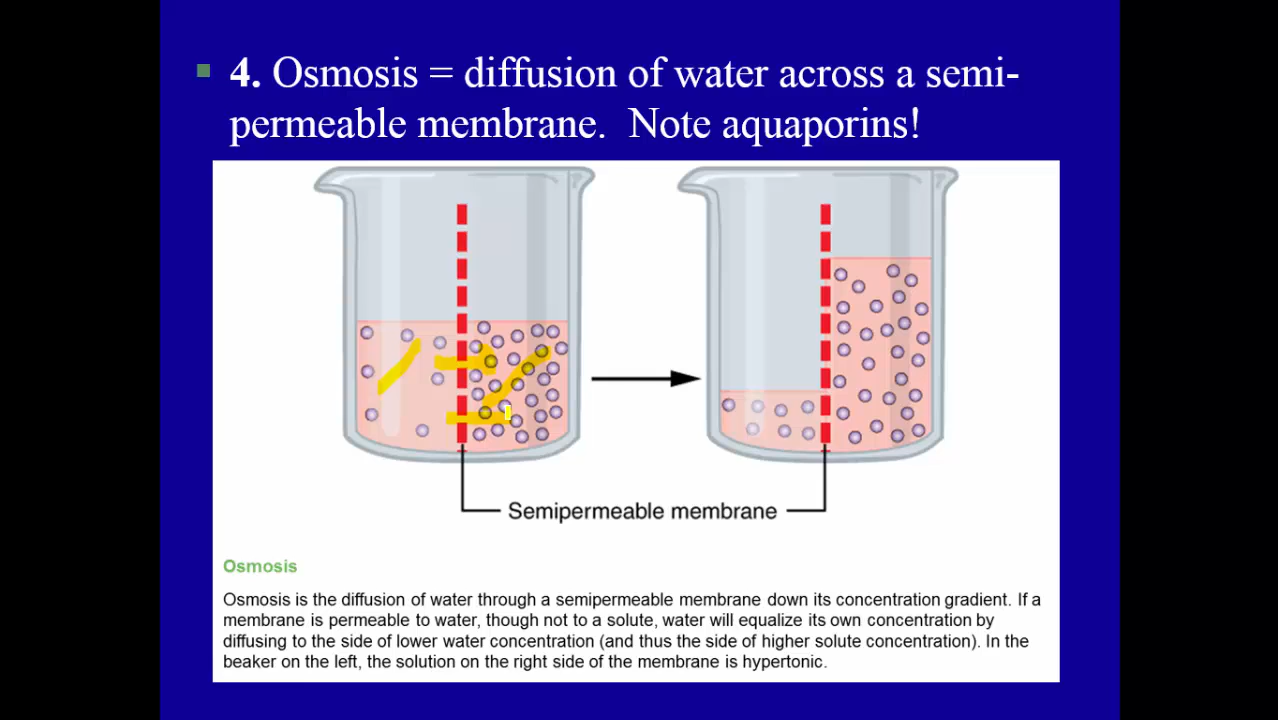 4. Osmosis = diffusion of water across a semi-
permeable membrane.  Note aquaporins!
Semipermeable membrane
Osmosis
Osmosis is the diffusion of water through a semipermeable membrane down its concentration gradient. If a
membrane is permeable to water, though not to a solute, water will equalize its own concentration by
diffusing to the side of lower water concentration (and thus the side of higher solute concentration). In the
beaker on the left, the solution on the right side of the membrane is hypertonic.